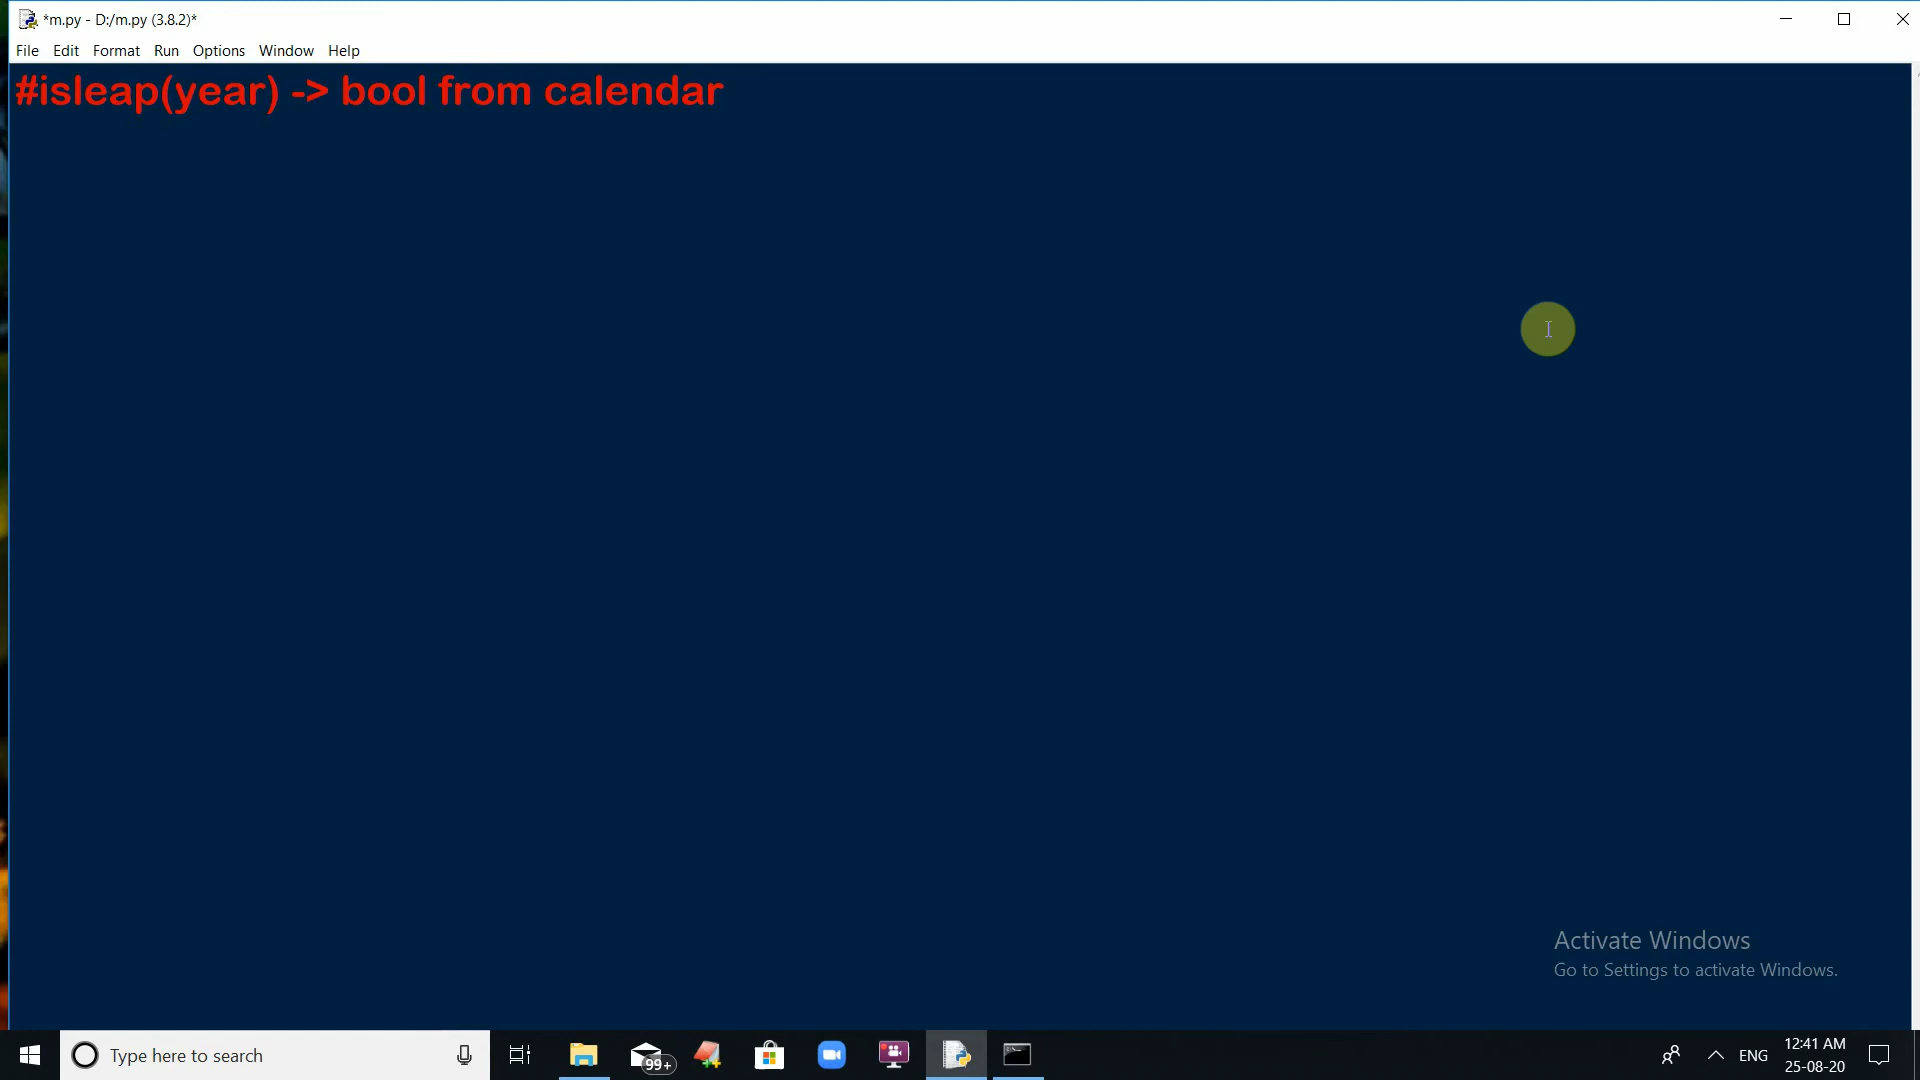 *m.py - D:/m.py (3.8.2)*
File Edit Format Run Options Window Help
#isleap(year) -> bool from calendar
Activate Windows
Go to Settings to activate Windows.
Type here to search
99+
ENG
12:41 AM
25-08-20